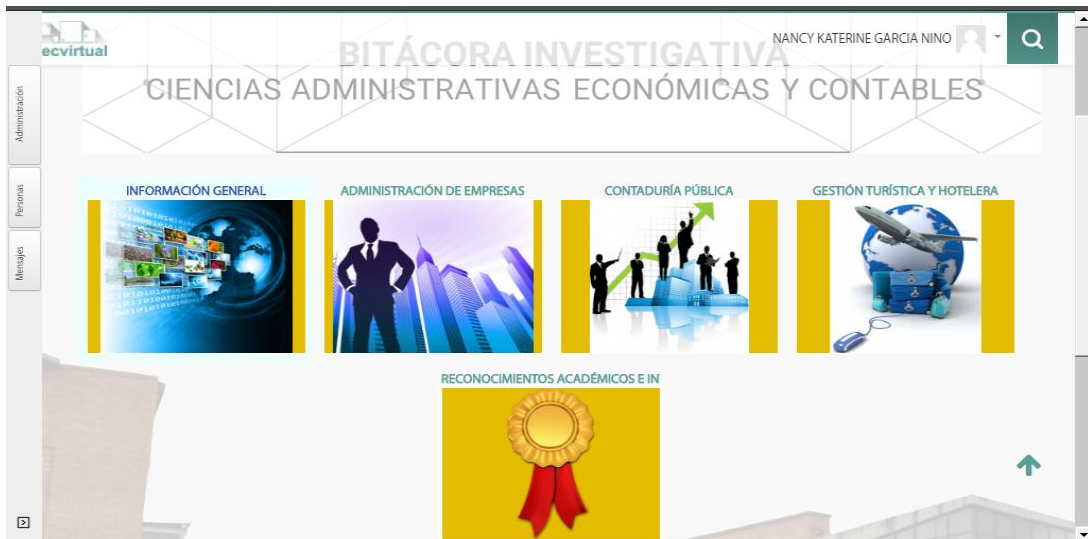 ecvirtual
NANCY KATERINE GARCIA NINO
BITÁCORA INVESTIGATIVA
CIENCIAS ADMINISTRATIVAS ECONÓMICAS Y CONTABLES
Administración
Personas
Mensajes
INFORMACIÓN GENERAL
ADMINISTRACIÓN DE EMPRESAS
CONTADURÍA PÚBLICA
GESTIÓN TURÍSTICA Y HOTELERA
RECONOCIMIENTOS ACADÉMICOS E IN